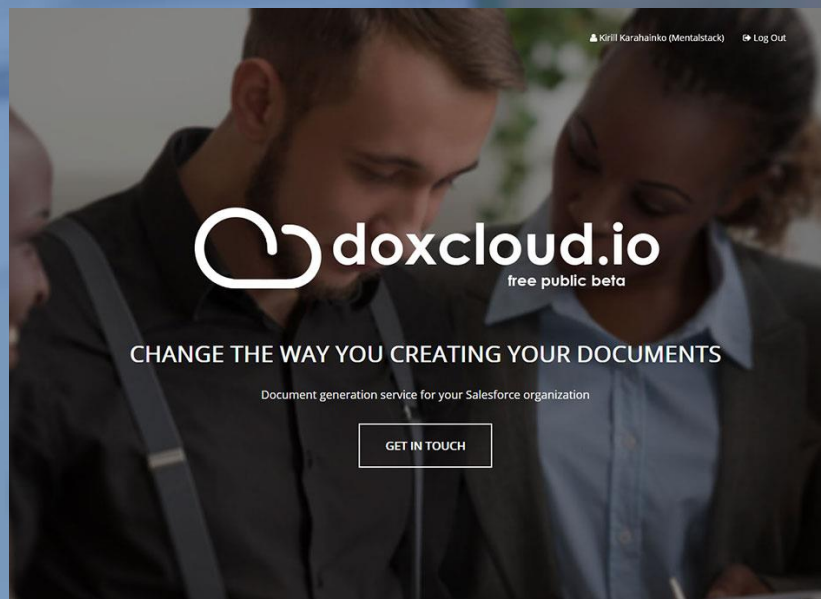 Kirill Karahainko (Mentalstack) Log Out
doxcloud.io
free public beta
CHANGE THE WAY YOU CREATING YOUR DOCUMENTS
Document generation service for your Salesforce organization
GET IN TOUCH